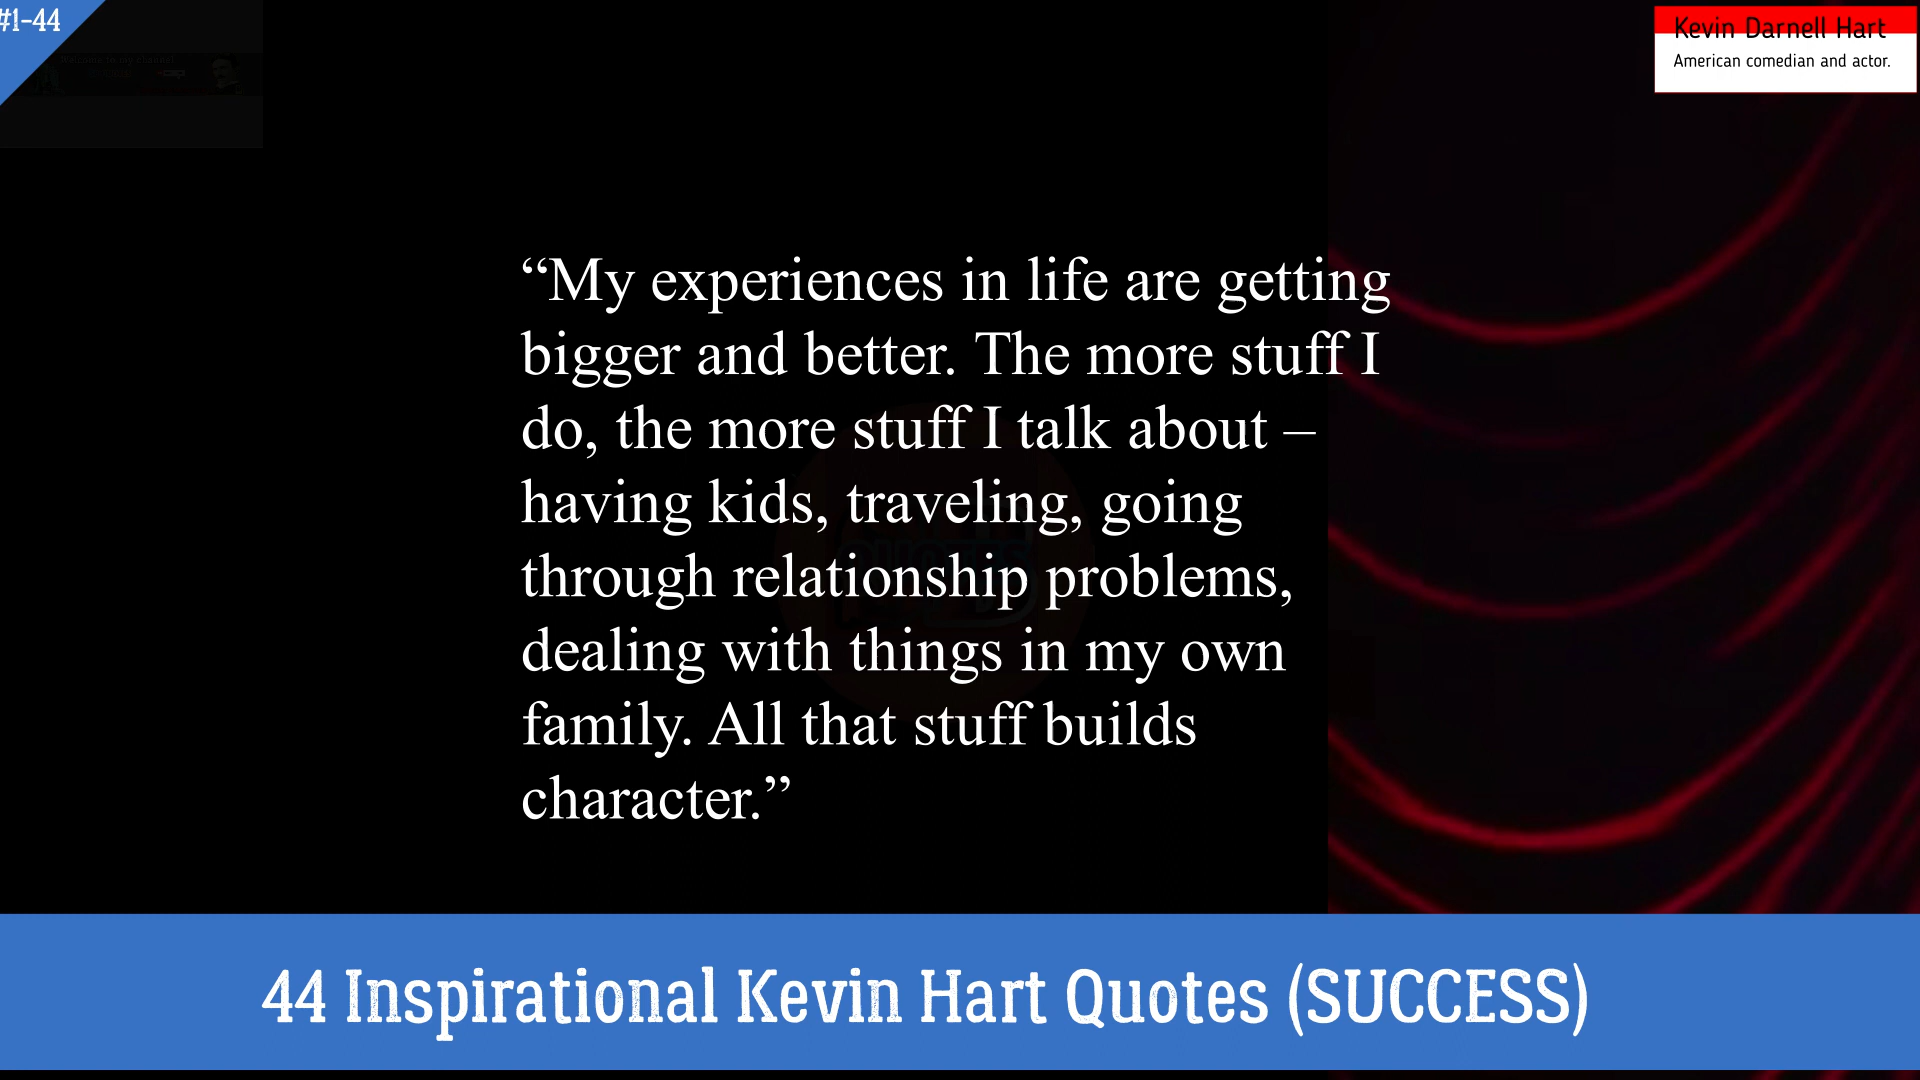 #1-44
Kevin Darnell Hart
American comedian and actor.
“My experiences in life are getting
bigger and better. The more stuff I
do, the more stuff I talk about –
having kids, traveling, going
through relationship problems,
dealing with things in my own
family. All that stuff builds
character.”
44 Inspirational Kevin Hart Quotes (SUCCESS)